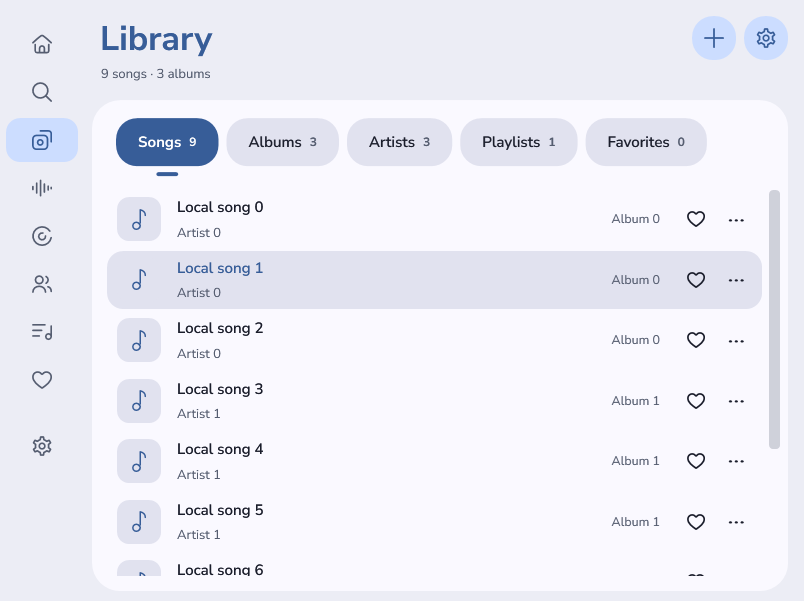 Library
9 songs · 3 albums
Songs 9 Albums 3 Artists 3 Playlists 1 Favorites 0
Local song 0
Artist 0
Album 0
Local song 1
Artist 0
Album 0
Local song 2
Artist 0
Album 0
Local song 3
Artist 1
Album 1
Local song 4
Artist 1
Album 1
Local song 5
Artist 1
Album 1
Local song 6